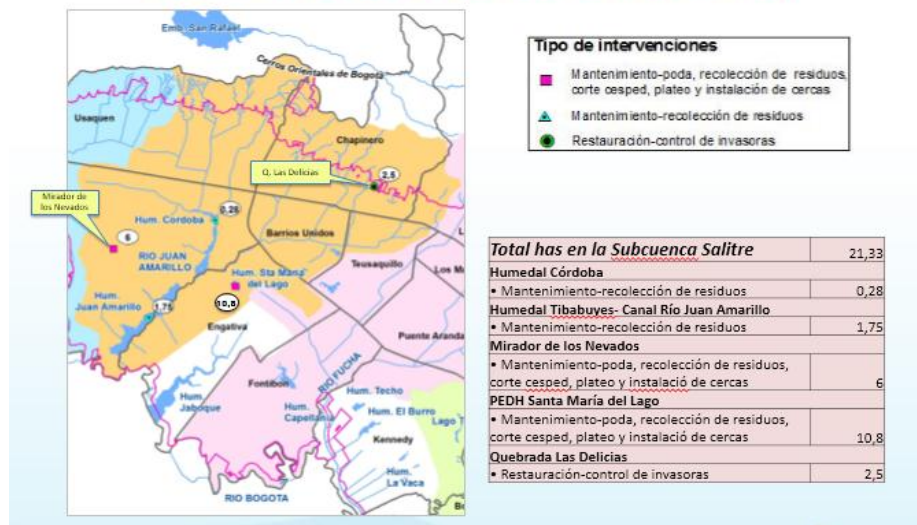 Emb. San Rafael
Cerros Orientales de Bogotá
Usaquen
Chapinero
Q. Las Delicias
2,5
Mirador de
los Nevados
0.28
Hum. Cordoba
6
Barrios Unidos
RIO JUAN
AMARILLO
Teusaquillo
Hum. Sta Maria
del Lago
Hum.
Juan Amarillo
1.75
10,8
Engativa
Puente Aranda
RIO FUCHA
Fontibon
Hum. Techo
Hum.
Jaboque
Hum.
Capellania
Hum. El Burro
Kennedy
Hum.
La Vaca
RIO BOGOTA
Tipo de intervenciones
Mantenimiento-poda, recolección de residuos,
corte cesped, plateo y instalación de cercas
Mantenimiento-recolección de residuos
Restauración-control de invasoras
Total has en la Subcuenca Salitre 21,33
Humedal Córdoba
• Mantenimiento-recolección de residuos 0,28
Humedal Tibabuyes- Canal Río Juan Amarillo
• Mantenimiento-recolección de residuos 1,75
Mirador de los Nevados
• Mantenimiento-poda, recolección de residuos,
corte cesped, plateo y instalació de cercas 6
PEDH Santa María del Lago
• Mantenimiento-poda, recolección de residuos,
corte cesped, plateo y instalació de cercas 10,8
Quebrada Las Delicias
• Restauración-control de invasoras 2,5